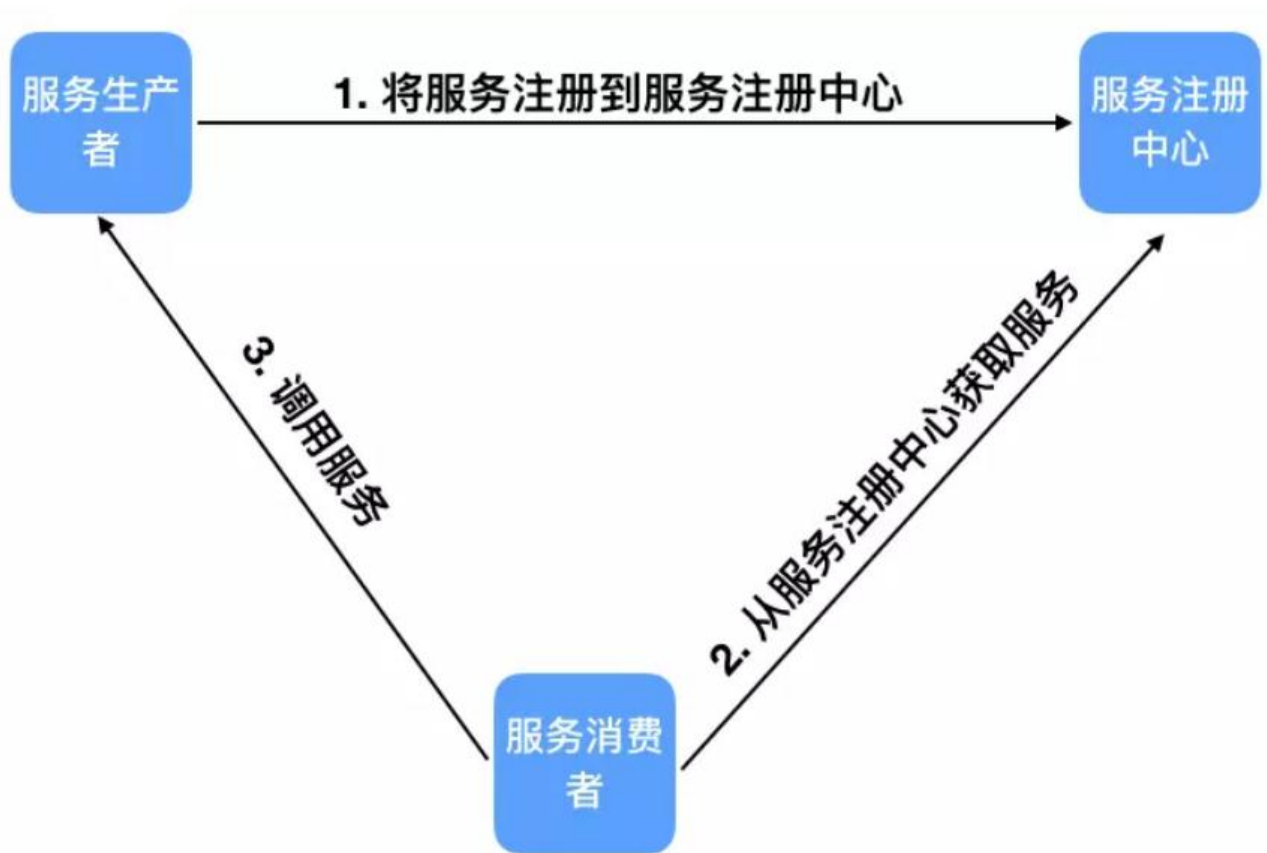 服务生产
者
1. 将服务注册到服务注册中心
服务注册
中心
3. 调用服务
2. 从服务注册中心获取服务
服务消费
者